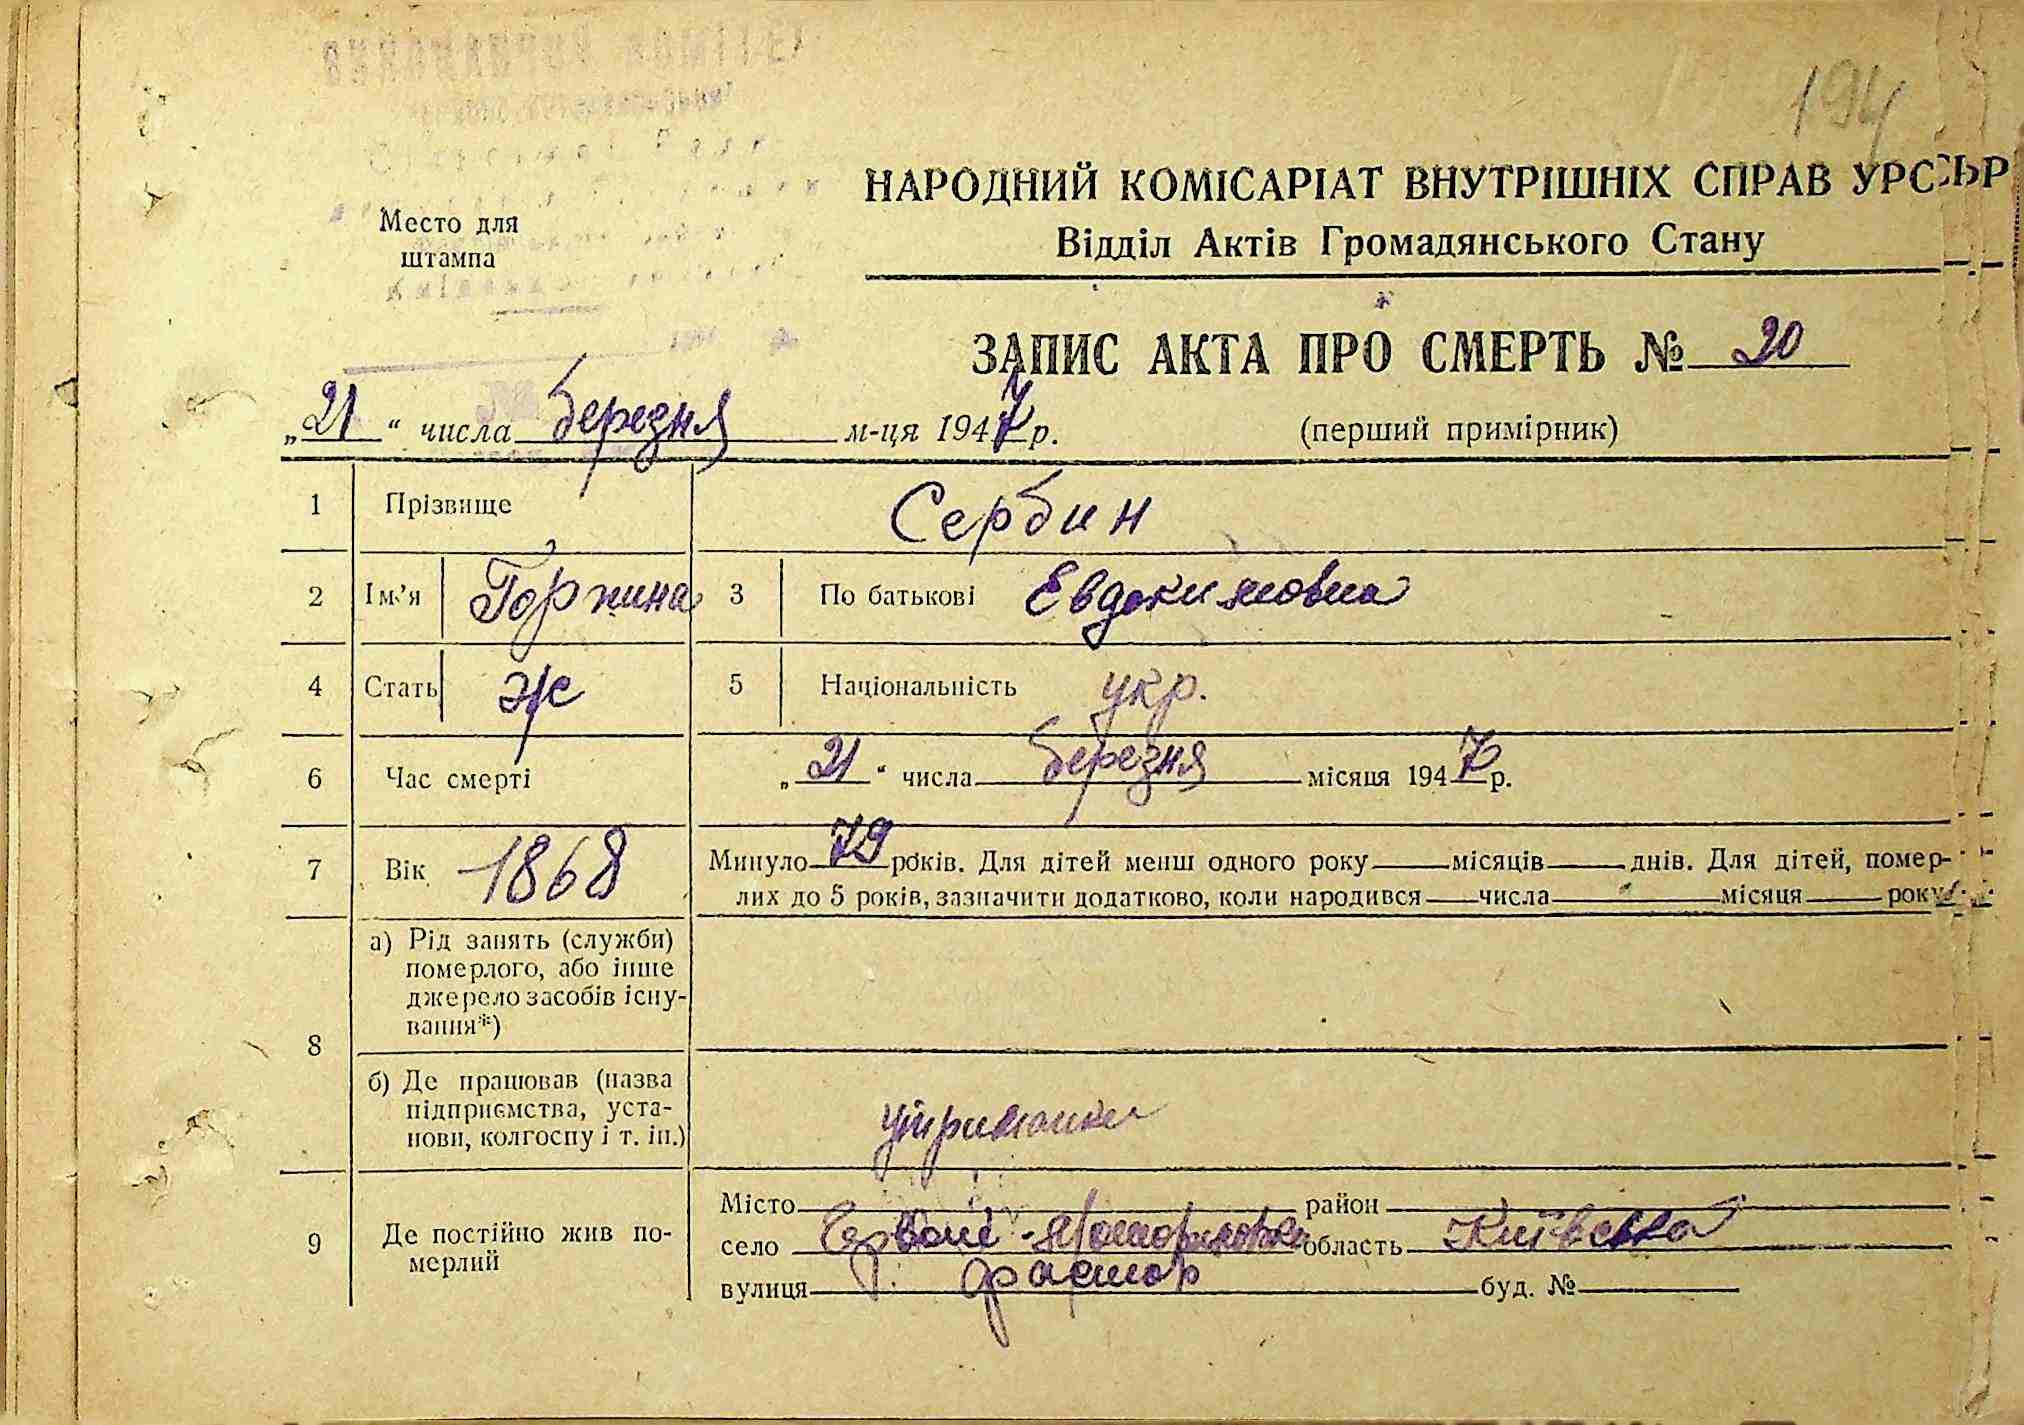 194
НАРОДНИЙ КОМІСАРІАТ ВНУТРІШНІХ СПРАВ УРСР
Відділ Актів Громадянського Стану
Место для
штампа
ЗАПИС АКТА ПРО СМЕРТЬ № 20
„21“ числа березня м-ця 1947 р.
(перший примірник)
1 Прізвище Сербин
2 Ім'я Горпина 3 По батькові Евдокимовна
4 Стать ж 5 Національність укр.
6 Час смерті „21“ числа березня місяця 1947 р.
7 Вік 1868 Минуло 79 років. Для дітей менш одного року місяців днів. Для дітей, помер-
лих до 5 років, зазначити додатково, коли народився числа місяця року
8 а) Рід занять (служби)
померлого, або інше
джерело засобів існу-
вання*)
б) Де працював (назва
підприємства, уста-
нови, колгоспу і т. ін.)
9 Де постійно жив по-
мерлий
Місто район
село область Київська
вулиця буд. №